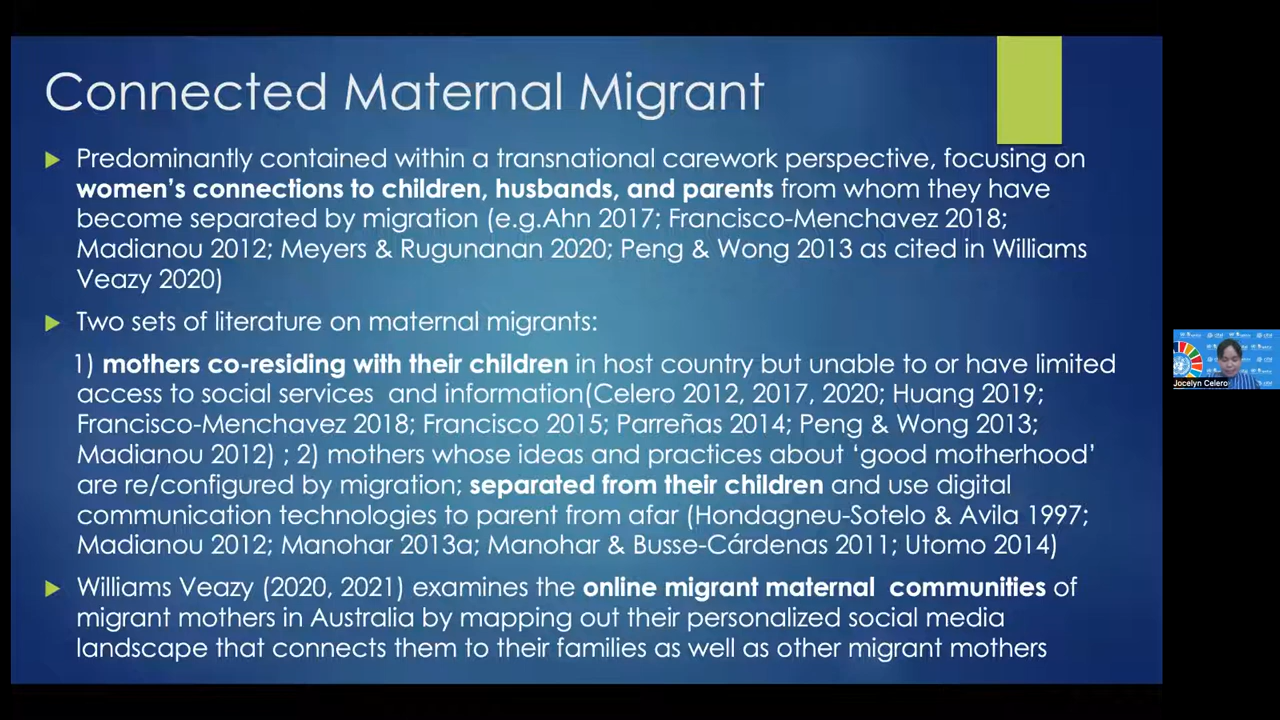 Connected Maternal Migrant
Predominantly contained within a transnational carework perspective, focusing on
women's connections to children, husbands, and parents from whom they have
become separated by migration (e.g.Ahn 2017; Francisco-Menchavez 2018;
Madianou 2012; Meyers & Rugunanan 2020; Peng & Wong 2013 as cited in Williams
Veazy 2020)
Two sets of literature on maternal migrants:
1) mothers co-residing with their children in host country but unable to or have limited
access to social services and information(Celero 2012, 2017, 2020; Huang 2019;
Francisco-Menchavez 2018; Francisco 2015; Parreñas 2014; Peng & Wong 2013;
Madianou 2012) ; 2) mothers whose ideas and practices about ‘good motherhood’
are re/configured by migration; separated from their children and use digital
communication technologies to parent from afar (Hondagneu-Sotelo & Avila 1997;
Madianou 2012; Manohar 2013a; Manohar & Busse-Cárdenas 2011; Utomo 2014)
Williams Veazy (2020, 2021) examines the online migrant maternal communities of
migrant mothers in Australia by mapping out their personalized social media
landscape that connects them to their families as well as other migrant mothers
Jocelyn Celero